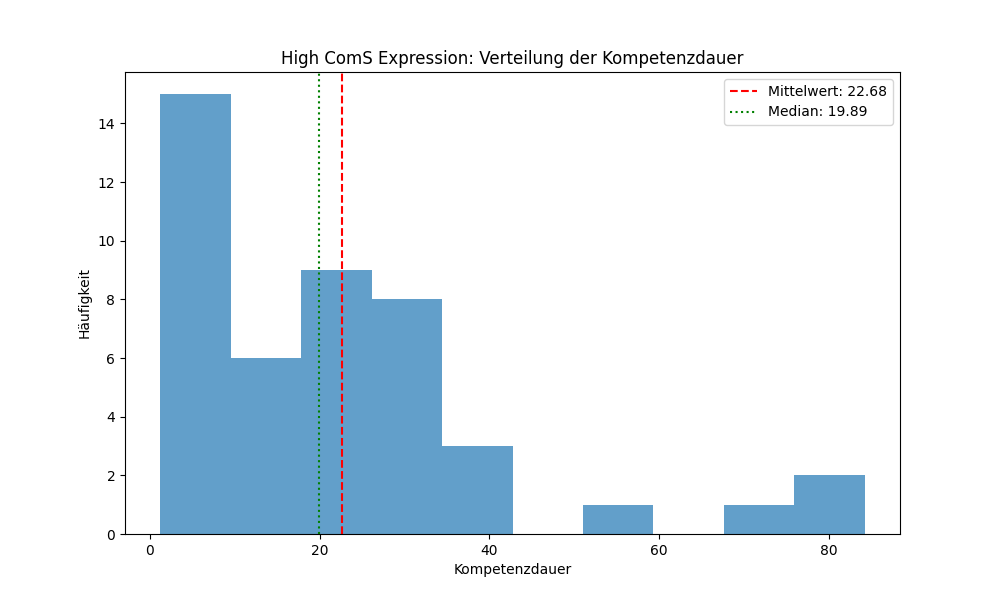 High ComS Expression: Verteilung der Kompetenzdauer
Mittelwert: 22.68
Median: 19.89
Häufigkeit
14
12
10
8
6
4
2
0
0 20 40 60 80
Kompetenzdauer